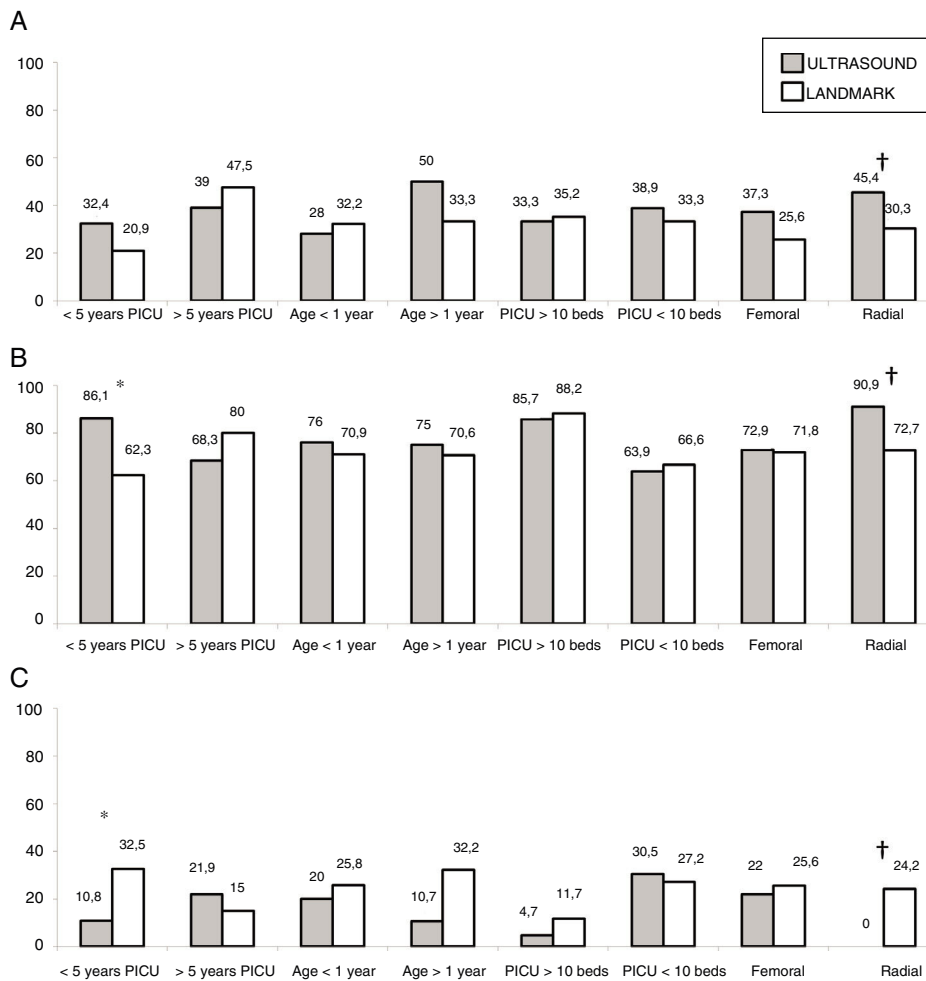 A
ULTRASOUND
LANDMARK
100
80
60
40
20
0
32,4 20,9 39 47,5 28 32,2 50 33,3 33,3 35,2 38,9 33,3 37,3 25,6 45,4 † 30,3
< 5 years PICU > 5 years PICU Age < 1 year Age > 1 year PICU > 10 beds PICU < 10 beds Femoral Radial
B
100
80
60
40
20
0
86,1 * 62,3 68,3 80 76 70,9 75 70,6 85,7 88,2 63,9 66,6 72,9 71,8 90,9 † 72,7
< 5 years PICU > 5 years PICU Age < 1 year Age > 1 year PICU > 10 beds PICU < 10 beds Femoral Radial
C
100
80
60
40
20
0
* 10,8 32,5 21,9 15 20 25,8 10,7 32,2 4,7 11,7 30,5 27,2 22 25,6 0 † 24,2
< 5 years PICU > 5 years PICU Age < 1 year Age > 1 year PICU > 10 beds PICU < 10 beds Femoral Radial